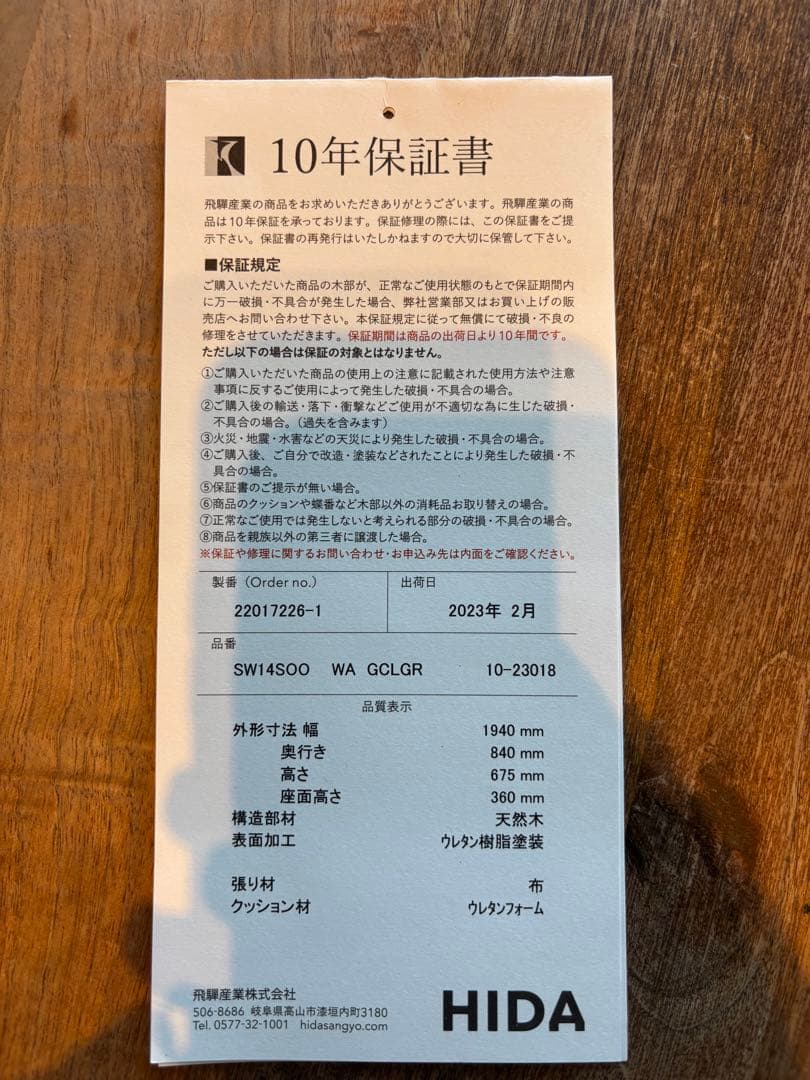 10年保証書
飛驒産業の商品をお求めいただきありがとうございます。飛驒産業の商
品は10年保証を承っております。保証修理の際には、この保証書をご提
示下さい。保証書の再発行はいたしかねますので大切に保管して下さい。
■保証規定
ご購入いただいた商品の木部が、正常なご使用状態のもとで保証期間内
に万一破損・不具合が発生した場合、弊社営業部又はお買い上げの販
売店へお問い合わせ下さい。本保証規定に従って無償にて破損・不良の
修理をさせていただきます。保証期間は商品の出荷日より10年間です。
ただし以下の場合は保証の対象とはなりません。
①ご購入いただいた商品の使用上の注意に記載された使用方法や注意
事項に反するご使用によって発生した破損・不具合の場合。
②ご購入後の輸送・落下・衝撃などご使用が不適切な為に生じた破損・
不具合の場合。（過失を含みます）
③火災・地震・水害などの天災により発生した破損・不具合の場合。
④ご購入後、ご自分で改造・塗装などされたことにより発生した破損・不
具合の場合。
⑤保証書のご提示が無い場合。
⑥商品のクッションや蝶番など木部以外の消耗品お取り替えの場合。
⑦正常なご使用では発生しないと考えられる部分の破損・不具合の場合。
⑧商品を親族以外の第三者に譲渡した場合。
※保証や修理に関するお問い合わせ・お申込み先は内面をご確認ください。
製番（Order no.） 出荷日
22017226-1 2023年 2月
品番
SW14SOO WA GCLGR 10-23018
品質表示
外形寸法 幅 1940 mm
奥行き 840 mm
高さ 675 mm
座面高さ 360 mm
構造部材 天然木
表面加工 ｳﾚﾀﾝ樹脂塗装
張り材 布
クッション材 ｳﾚﾀﾝﾌｫｰﾑ
飛驒産業株式会社
506-8686 岐阜県高山市漆垣内町3180
Tel. 0577-32-1001 hidasangyo.com
HIDA